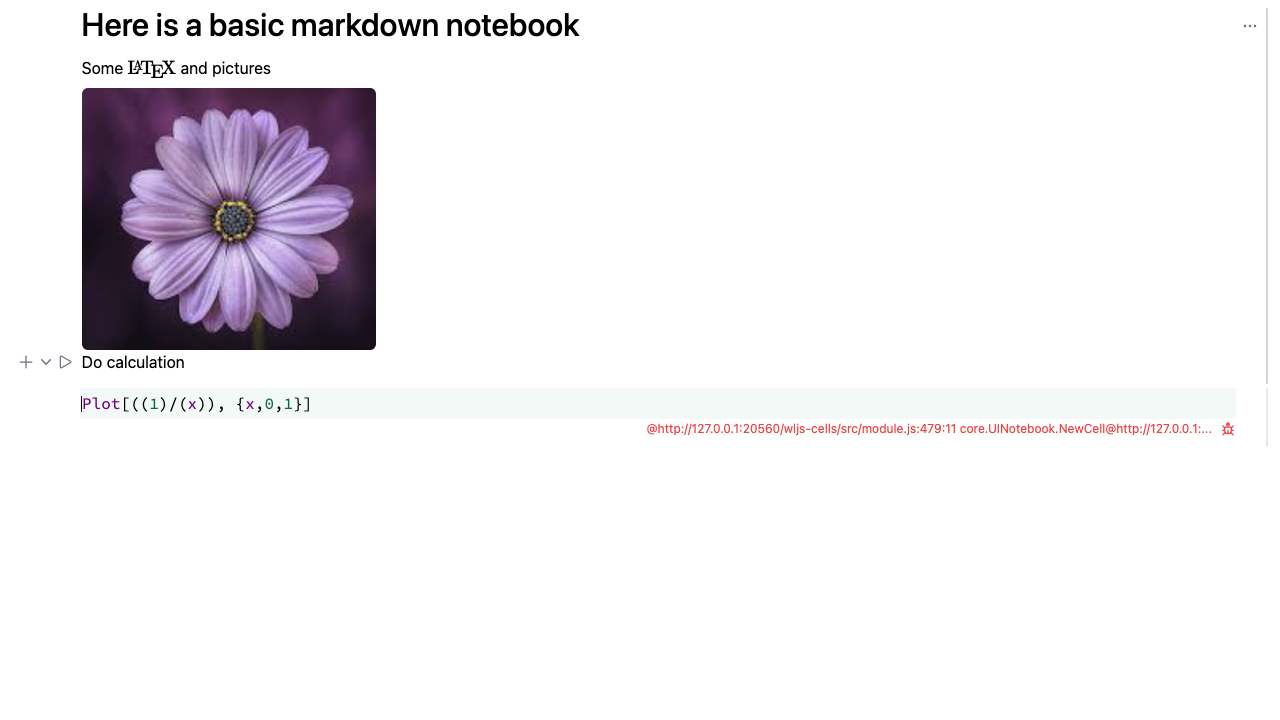 Here is a basic markdown notebook
Some LATEX and pictures
Do calculation
Plot[((1)/(x)), {x,0,1}]
@http://127.0.0.1:20560/wljs-cells/src/module.js:479:11 core.UINotebook.NewCell@http://127.0.0.1:...